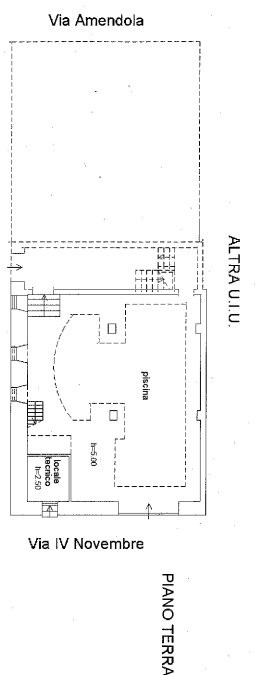 Via Amendola
ALTRA U.I.U.
piscina
h=5.00
locale
tecnico
h=2.50
Via IV Novembre
PIANO TERRA